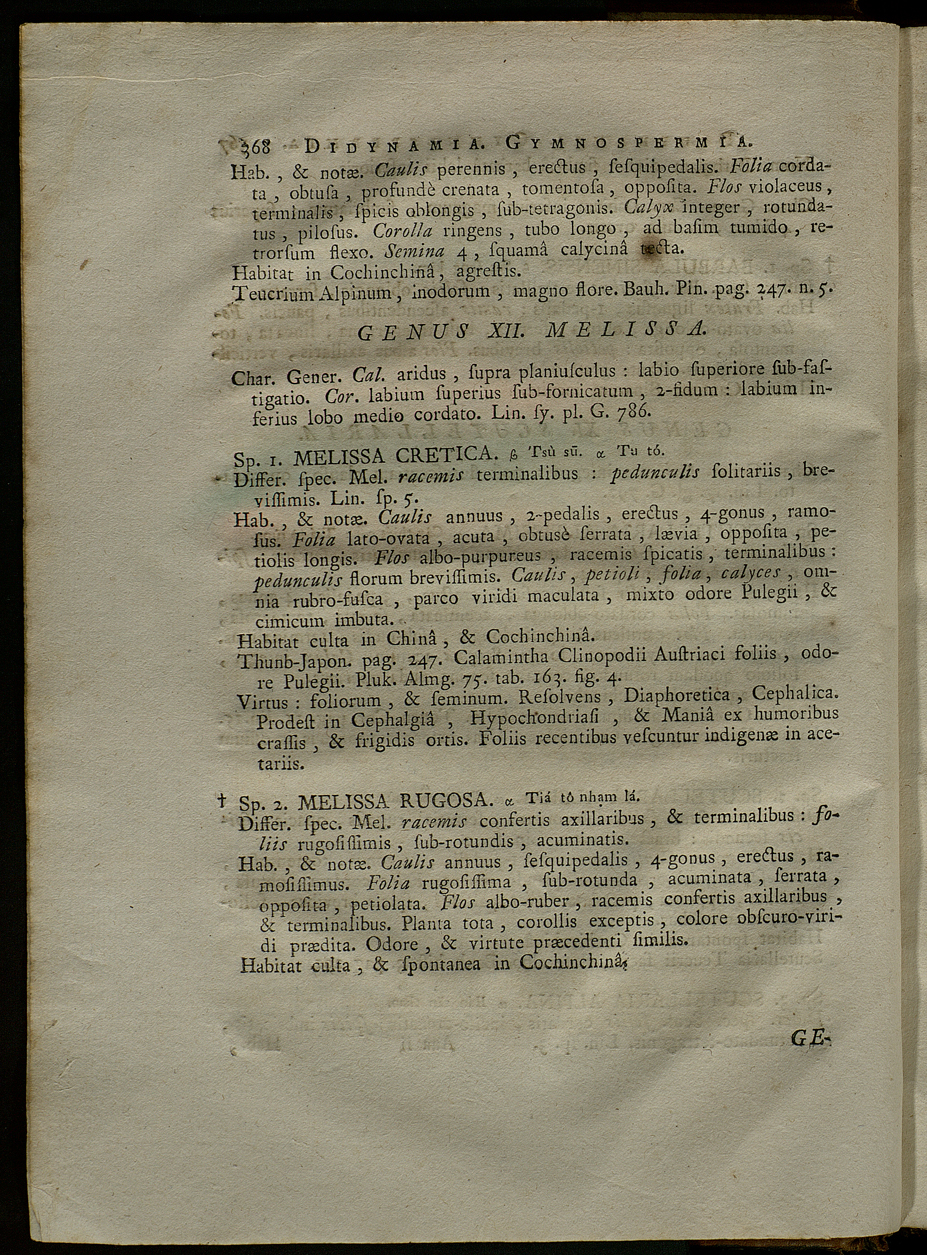 368 DIDYNAMIA. GYMNOSPERMIA.
Hab., & notæ. Caulis perennis, erectus, ſeſquipedalis. Folia corda-
ta, obtuſa, profundè crenata, tomentoſa, oppoſita. Flos violaceus,
terminalis, ſpicis oblongis, ſub-tetragonis. Calyx integer, rotunda-
tus, piloſus. Corolla ringens, tubo longo, ad baſim tumido, re-
trorſum flexo. Semina 4, ſquamâ calycinâ tecta.
Habitat in Cochinchinâ, agreſtis.
Teucrium Alpinum, inodorum, magno flore. Bauh. Pin. pag. 247. n. 5.
GENUS XII. MELISSA.
Char. Gener. Cal. aridus, ſupra planiuſculus : labio ſuperiore ſub-faſ-
tigatio. Cor. labium ſuperius ſub-fornicatum, 2-fidum : labium in-
ferius lobo medio cordato. Lin. ſy. pl. G. 786.
Sp. 1. MELISSA CRETICA. ꞵ Tsù sū. α Tu tó.
Differ. ſpec. Mel. racemis terminalibus : pedunculis ſolitariis, bre-
viſſimis. Lin. ſp. 5.
Hab., & notæ. Caulis annuus, 2-pedalis, erectus, 4-gonus, ramo-
ſus. Folia lato-ovata, acuta, obtusè ſerrata, lævia, oppoſita, pe-
tiolis longis. Flos albo-purpureus, racemis ſpicatis, terminalibus :
pedunculis florum breviſſimis. Caulis, petioli, folia, calyces, om-
nia rubro-fuſca, parco viridi maculata, mixto odore Pulegii, &
cimicum imbuta.
Habitat culta in Chinâ, & Cochinchinâ.
Thunb-Japon. pag. 247. Calamintha Clinopodii Auſtriaci foliis, odo-
re Pulegii. Pluk. Almg. 75. tab. 163. fig. 4.
Virtus : foliorum, & ſeminum. Reſolvens, Diaphoretica, Cephalica.
Prodeſt in Cephalgiâ, Hypochondriaſi, & Maniâ ex humoribus
craſſis, & frigidis ortis. Foliis recentibus veſcuntur indigenæ in ace-
tariis.
† Sp. 2. MELISSA RUGOSA. α Tiá tô nhạm lá.
Differ. ſpec. Mel. racemis confertis axillaribus, & terminalibus : fo-
liis rugoſiſſimis, ſub-rotundis, acuminatis.
Hab., & notæ. Caulis annuus, ſeſquipedalis, 4-gonus, erectus, ra-
moſiſſimus. Folia rugoſiſſima, ſub-rotunda, acuminata, ſerrata,
oppoſita, petiolata. Flos albo-ruber, racemis confertis axillaribus,
& terminalibus. Planta tota, corollis exceptis, colore obſcuro-viri-
di prædita. Odore, & virtute præcedenti ſimilis.
Habitat culta, & ſpontanea in Cochinchinâ.
GE-